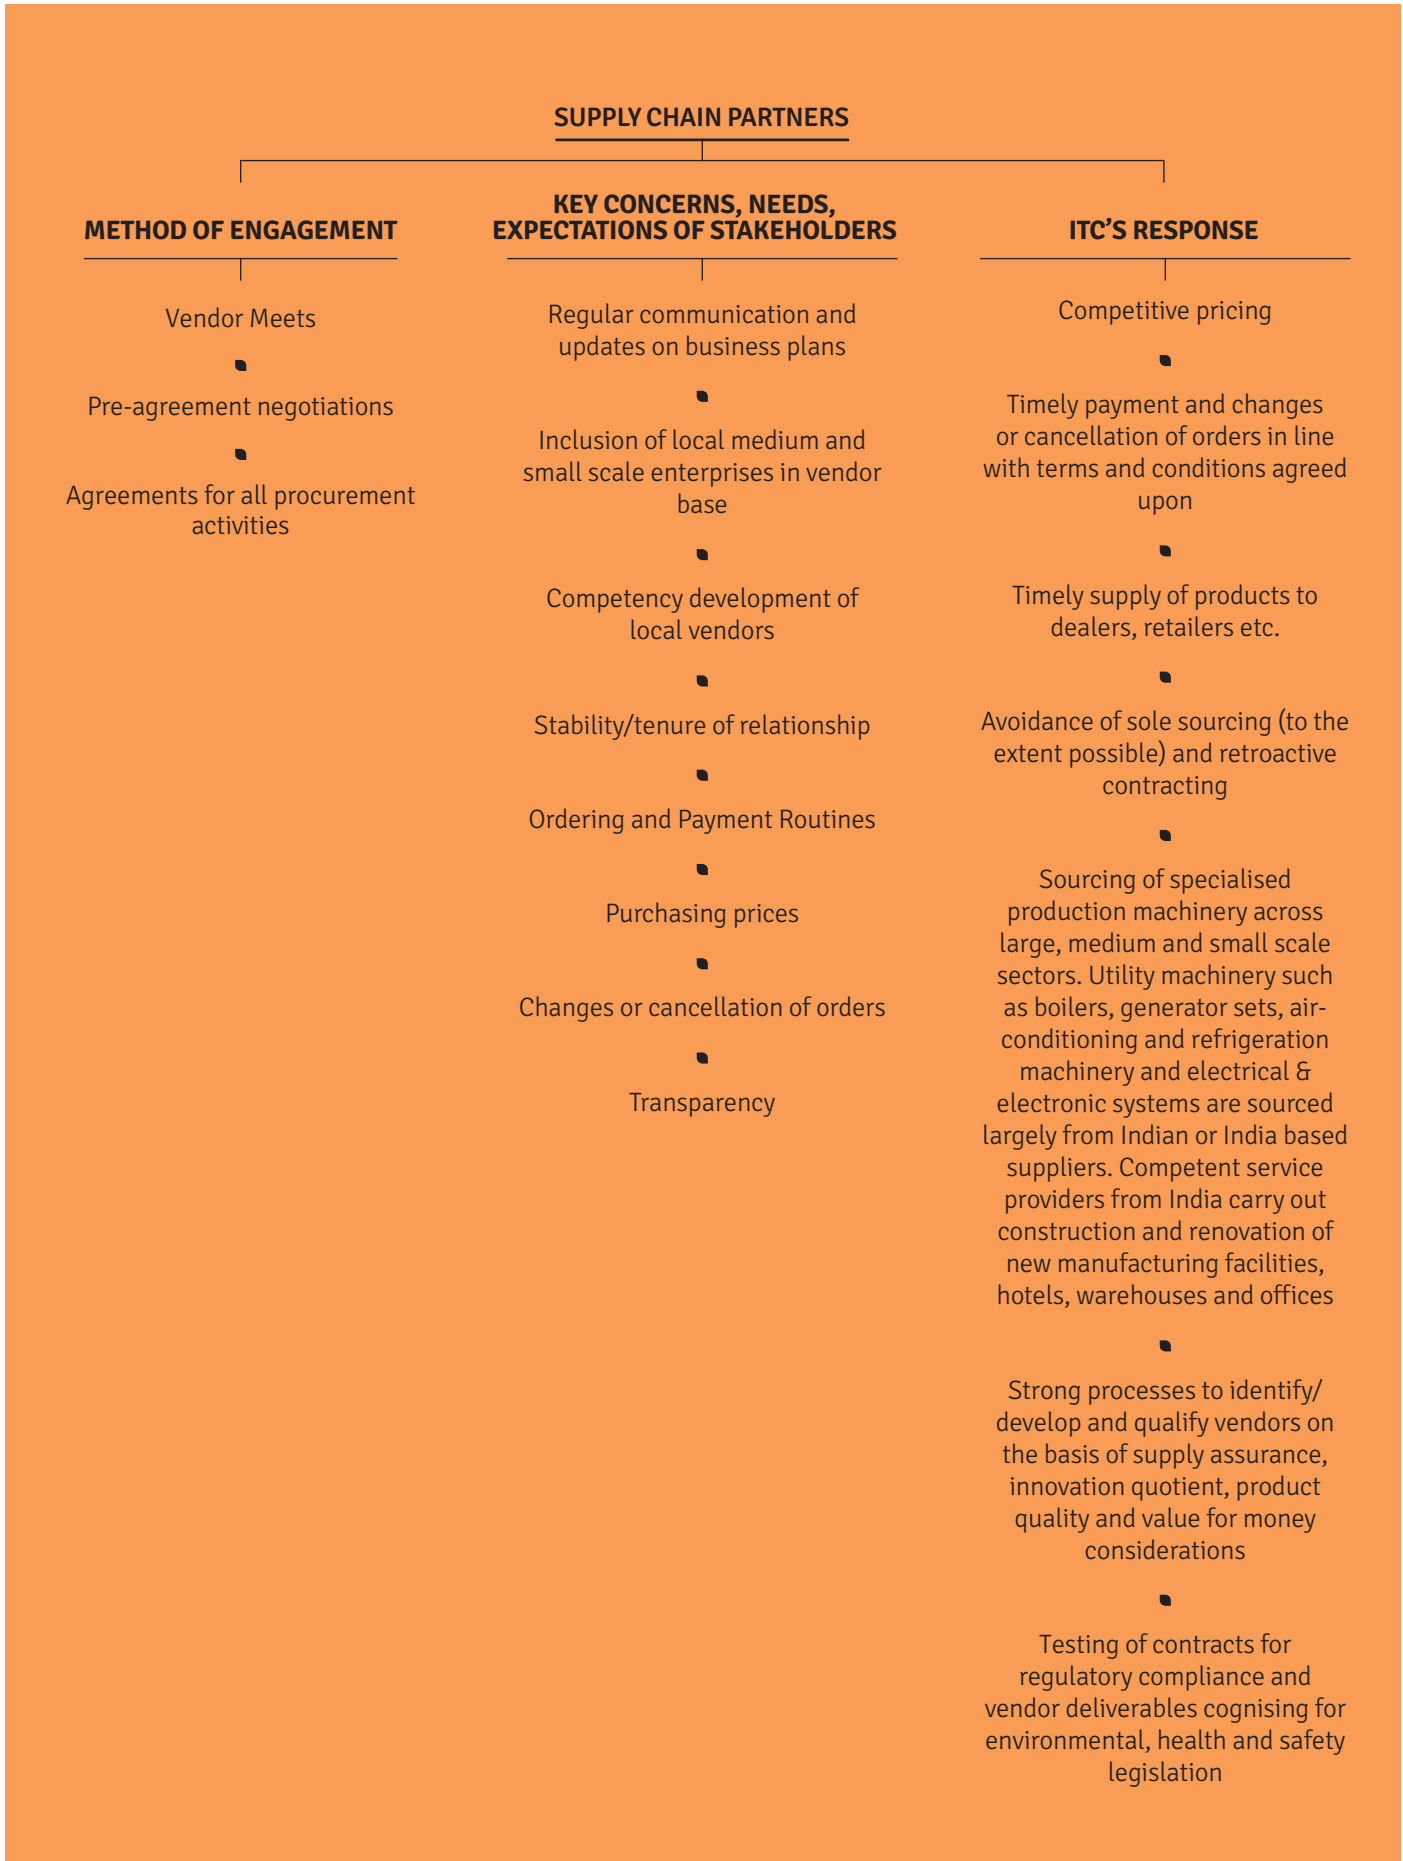 SUPPLY CHAIN PARTNERS
METHOD OF ENGAGEMENT
Vendor Meets
Pre-agreement negotiations
Agreements for all procurement
activities
KEY CONCERNS, NEEDS,
EXPECTATIONS OF STAKEHOLDERS
Regular communication and
updates on business plans
Inclusion of local medium and
small scale enterprises in vendor
base
Competency development of
local vendors
Stability/tenure of relationship
Ordering and Payment Routines
Purchasing prices
Changes or cancellation of orders
Transparency
ITC’S RESPONSE
Competitive pricing
Timely payment and changes
or cancellation of orders in line
with terms and conditions agreed
upon
Timely supply of products to
dealers, retailers etc.
Avoidance of sole sourcing (to the
extent possible) and retroactive
contracting
Sourcing of specialised
production machinery across
large, medium and small scale
sectors. Utility machinery such
as boilers, generator sets, air-
conditioning and refrigeration
machinery and electrical &
electronic systems are sourced
largely from Indian or India based
suppliers. Competent service
providers from India carry out
construction and renovation of
new manufacturing facilities,
hotels, warehouses and offices
Strong processes to identify/
develop and qualify vendors on
the basis of supply assurance,
innovation quotient, product
quality and value for money
considerations
Testing of contracts for
regulatory compliance and
vendor deliverables cognising for
environmental, health and safety
legislation